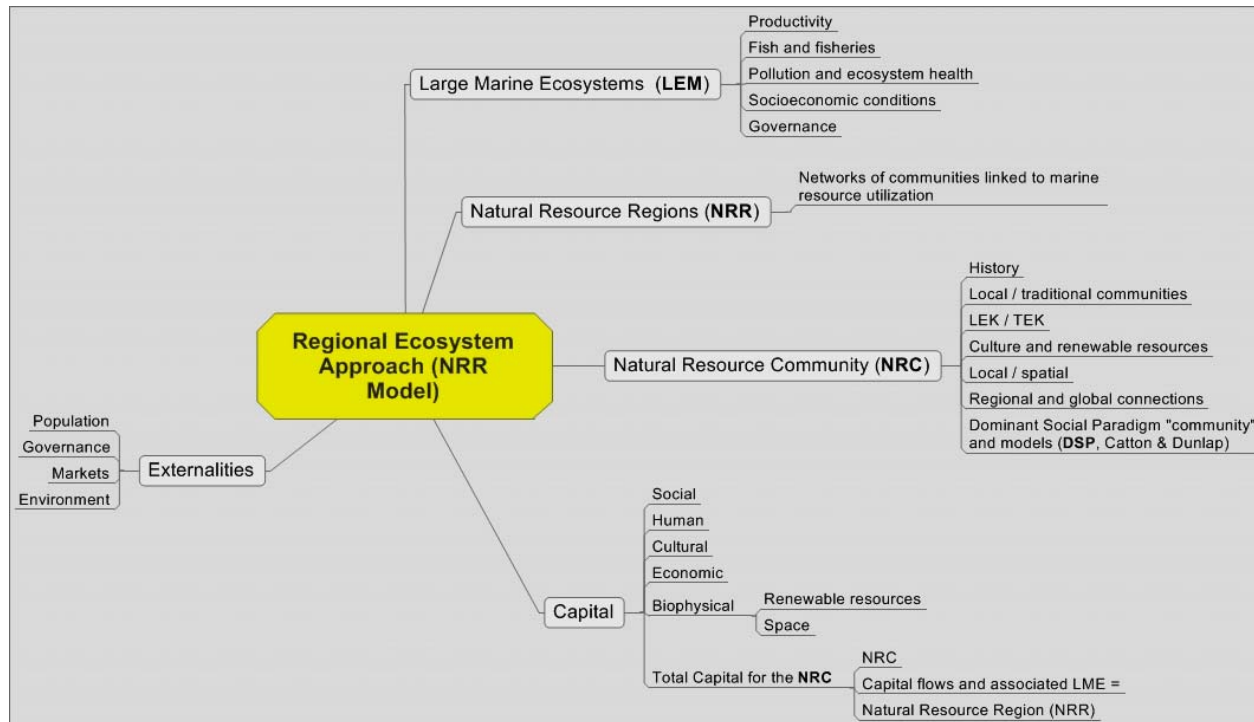 Productivity
Fish and fisheries
Large Marine Ecosystems (LEM)
Pollution and ecosystem health
Socioeconomic conditions
Governance
Networks of communities linked to marine
resource utilization
Natural Resource Regions (NRR)
History
Local / traditional communities
LEK / TEK
Regional Ecosystem
Approach (NRR
Model)
Natural Resource Community (NRC)
Culture and renewable resources
Local / spatial
Regional and global connections
Dominant Social Paradigm "community"
and models (DSP, Catton & Dunlap)
Population
Governance
Markets
Environment
Externalities
Social
Human
Cultural
Economic
Capital
Biophysical
Renewable resources
Space
Total Capital for the NRC
NRC
Capital flows and associated LME =
Natural Resource Region (NRR)